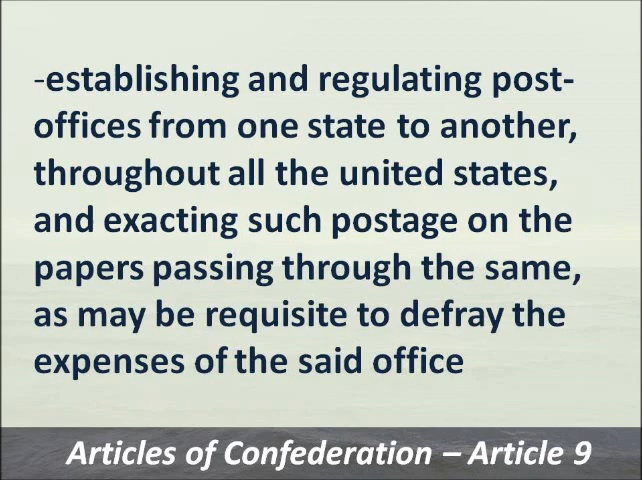 -establishing and regulating post-
offices from one state to another,
throughout all the united states,
and exacting such postage on the
papers passing through the same,
as may be requisite to defray the
expenses of the said office
Articles of Confederation – Article 9